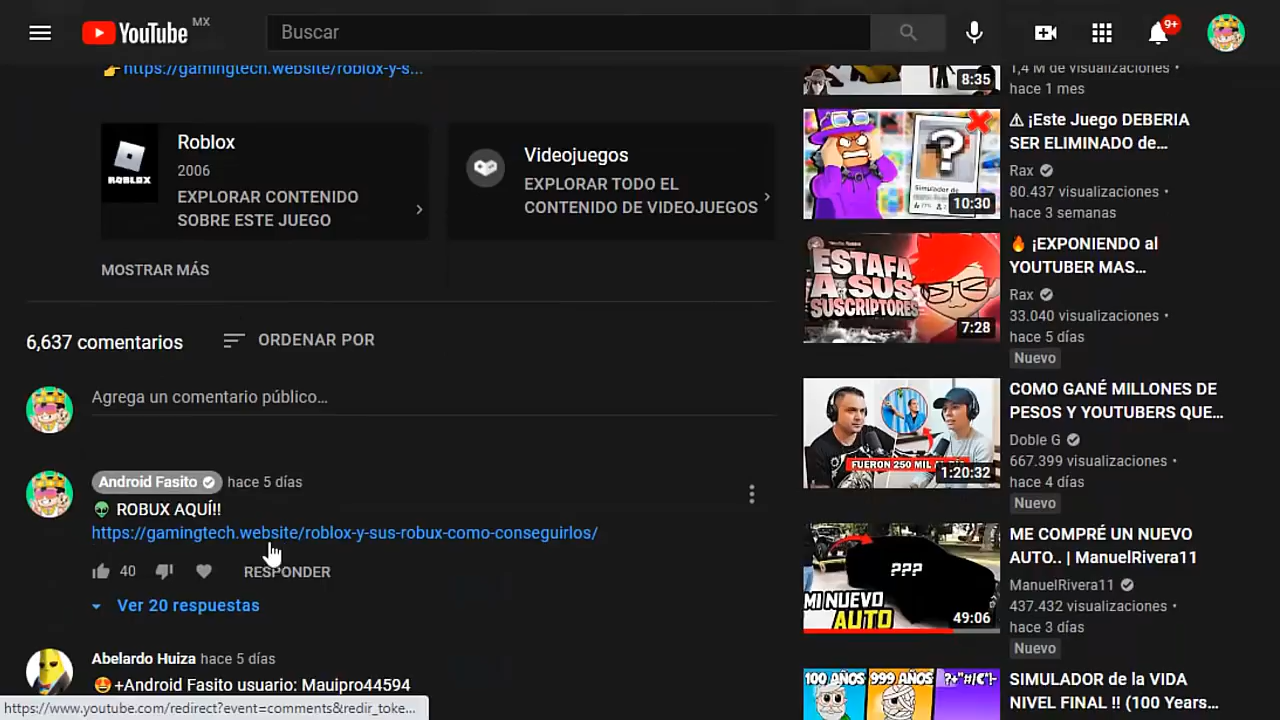 YouTube MX
Buscar
9+
👉https://gamingtech.website/roblox-y-s...
Roblox
2006
EXPLORAR CONTENIDO
SOBRE ESTE JUEGO
ROBLOX
Videojuegos
EXPLORAR TODO EL
CONTENIDO DE VIDEOJUEGOS
MOSTRAR MÁS
6,637 comentarios
ORDENAR POR
Agrega un comentario público...
Android Fasito hace 5 días
👽 ROBUX AQUÍ!!
https://gamingtech.website/roblox-y-sus-robux-como-conseguirlos/
40 RESPONDER
Ver 20 respuestas
Abelardo Huiza hace 5 días
🤩+Android Fasito usuario: Mauipro44594
https://www.youtube.com/redirect?event=comments&redir_toke...
8:35
1,4 M de visualizaciones •
hace 1 mes
?
Simulador de
10:30
⚠ ¡Este Juego DEBERIA
SER ELIMINADO de...
Rax
80.437 visualizaciones •
hace 3 semanas
ESTAFA
A SUS
SUSCRIPTORES
7:28
🔥 ¡EXPONIENDO al
YOUTUBER MAS...
Rax
33.040 visualizaciones •
hace 5 días
Nuevo
FUERON 250 MIL
1:20:32
COMO GANÉ MILLONES DE
PESOS Y YOUTUBERS QUE...
Doble G
667.399 visualizaciones •
hace 4 días
Nuevo
???
MI NUEVO
AUTO
49:06
ME COMPRÉ UN NUEVO
AUTO.. | ManuelRivera11
ManuelRivera11
437.432 visualizaciones •
hace 3 días
Nuevo
100 AÑOS
999 AÑOS
?+"#!("!-
SIMULADOR de la VIDA
NIVEL FINAL !! (100 Years...